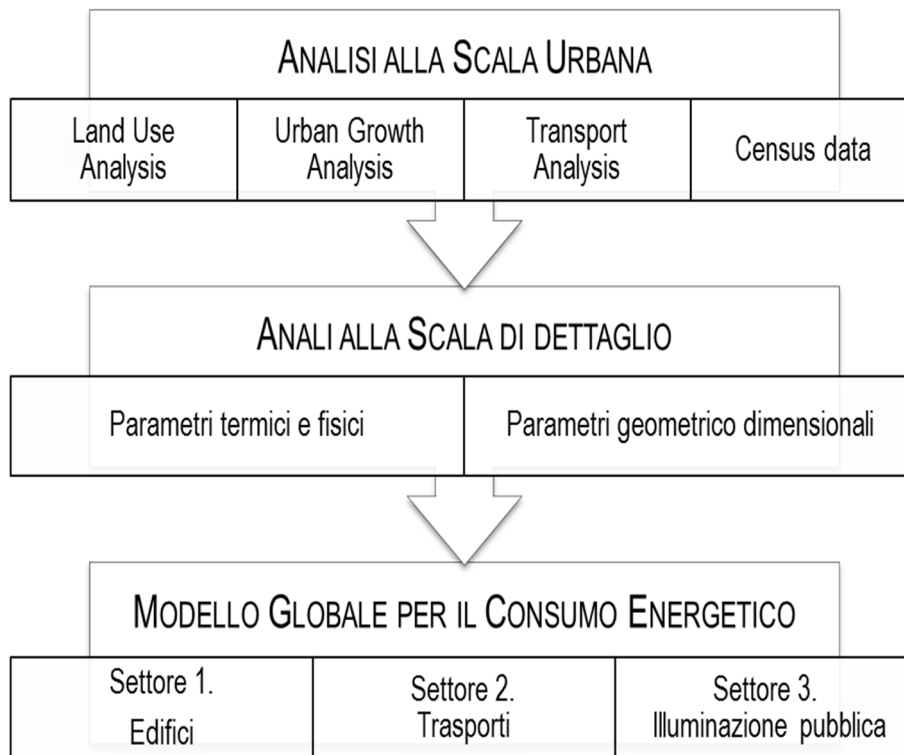 ANALISI ALLA SCALA URBANA
Land Use
Analysis
Urban Growth
Analysis
Transport
Analysis
Census data
ANALI ALLA SCALA DI DETTAGLIO
Parametri termici e fisici
Parametri geometrico dimensionali
MODELLO GLOBALE PER IL CONSUMO ENERGETICO
Settore 1.
Edifici
Settore 2.
Trasporti
Settore 3.
Illuminazione pubblica